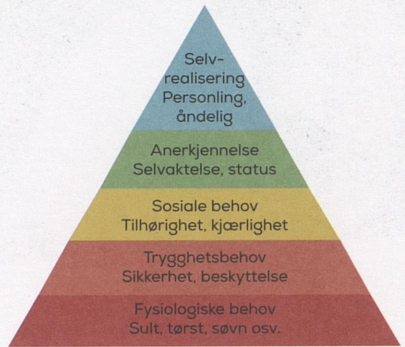 Selv-
realisering
Personling,
åndelig
Anerkjennelse
Selvaktelse, status
Sosiale behov
Tilhørighet, kjærlighet
Trygghetsbehov
Sikkerhet, beskyttelse
Fysiologiske behov
Sult, tørst, søvn osv.